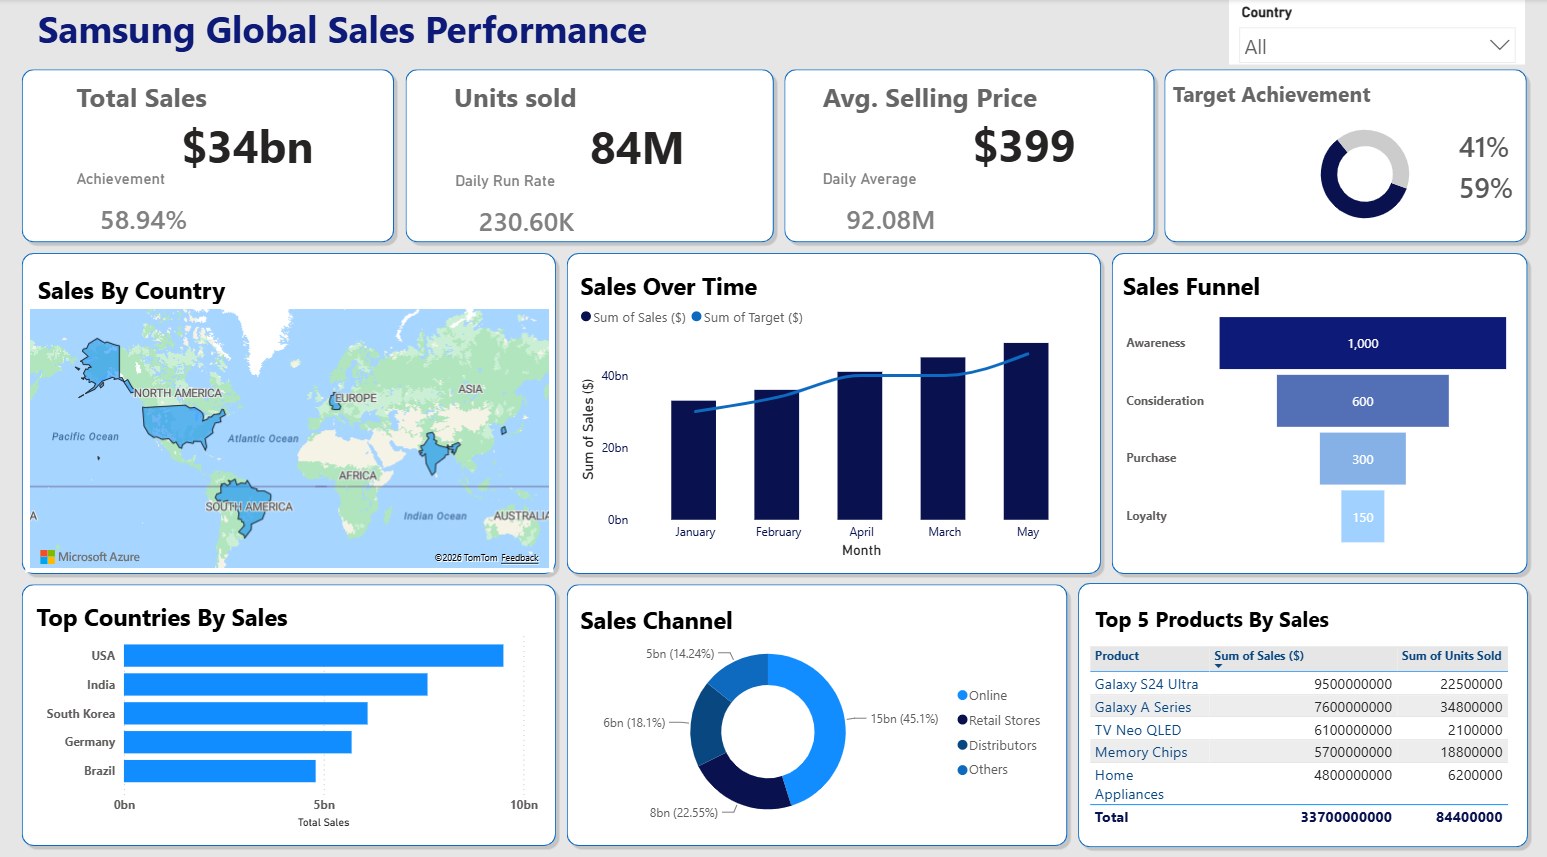 Samsung Global Sales Performance
Country
All
Total Sales
$34bn
Achievement
58.94%
Units sold
84M
Daily Run Rate
230.60K
Avg. Selling Price
$399
Daily Average
92.08M
Target Achievement
41%
59%
Sales By Country
NORTH AMERICA
EUROPE
ASIA
Pacific Ocean
Atlantic Ocean
AFRICA
SOUTH AMERICA
Indian Ocean
AUSTRALIA
A
Microsoft Azure
©2026 TomTom Feedback
Sales Over Time
Sum of Sales ($) Sum of Target ($)
Sum of Sales ($)
40bn
20bn
0bn
January February April March May
Month
Sales Funnel
Awareness 1,000
Consideration 600
Purchase 300
Loyalty 150
Top Countries By Sales
USA
India
South Korea
Germany
Brazil
0bn 5bn 10bn
Total Sales
Sales Channel
5bn (14.24%)
6bn (18.1%)
15bn (45.1%)
8bn (22.55%)
Online
Retail Stores
Distributors
Others
Top 5 Products By Sales
Product Sum of Sales ($) Sum of Units Sold
Galaxy S24 Ultra 9500000000 22500000
Galaxy A Series 7600000000 34800000
TV Neo QLED 6100000000 2100000
Memory Chips 5700000000 18800000
Home 4800000000 6200000
Appliances
Total 33700000000 84400000